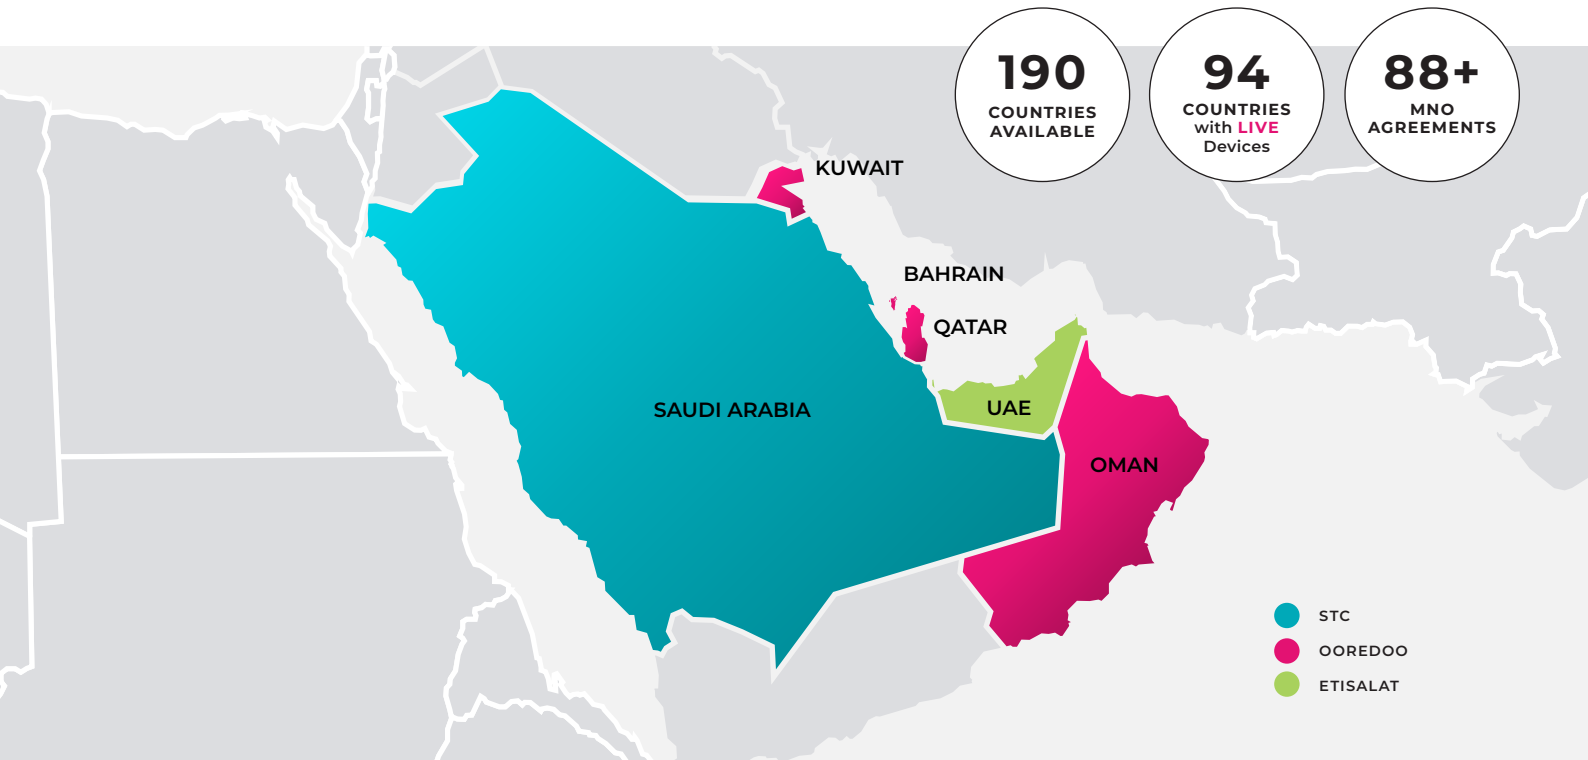 190
COUNTRIES
AVAILABLE
94
COUNTRIES
with LIVE
Devices
88+
MNO
AGREEMENTS
KUWAIT
BAHRAIN
QATAR
SAUDI ARABIA
UAE
OMAN
STC
OOREDOO
ETISALAT